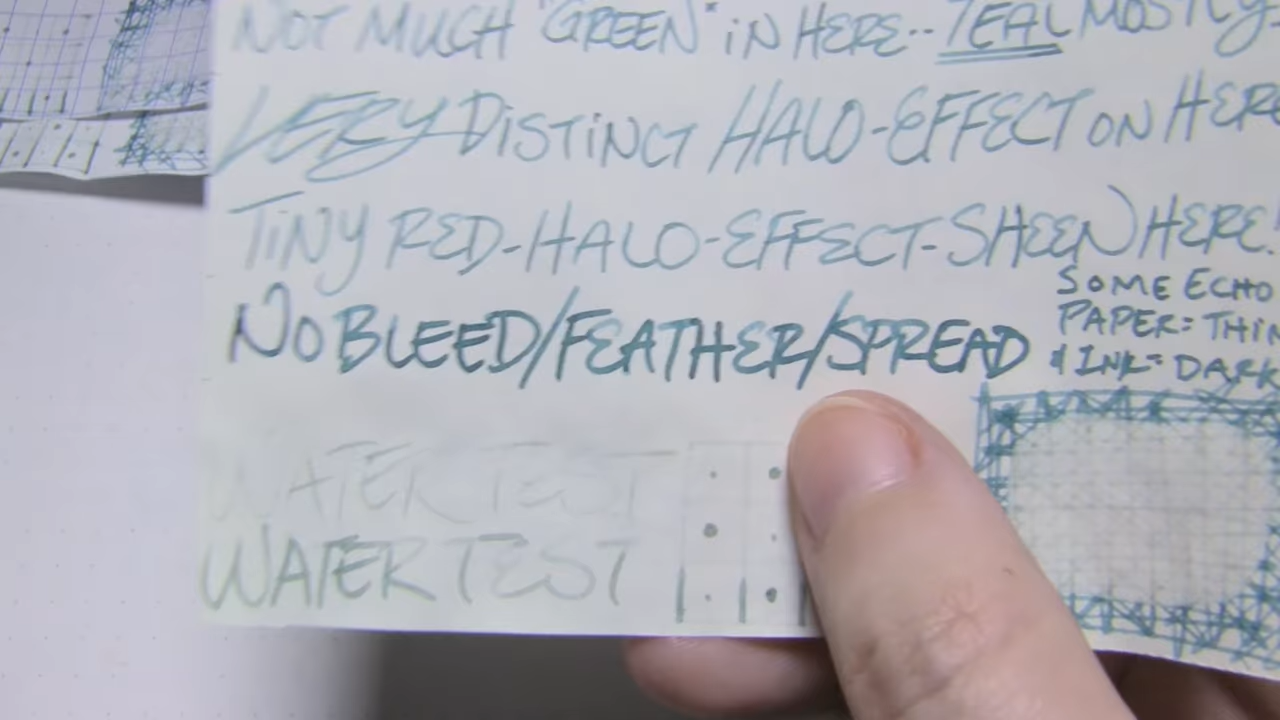 NOT MUCH "GREEN" iN HERE.. TEAL MOSTLY.
VERY DISTiNCT HALO-EFFECT ON HERE
TiNY RED-HALO-EFFECT-SHEEN HERE!
SOME ECHO
PAPER = THIN
& INK = DARK
NO BLEED/FEATHER/SPREAD
WATER TEST
WATER TEST